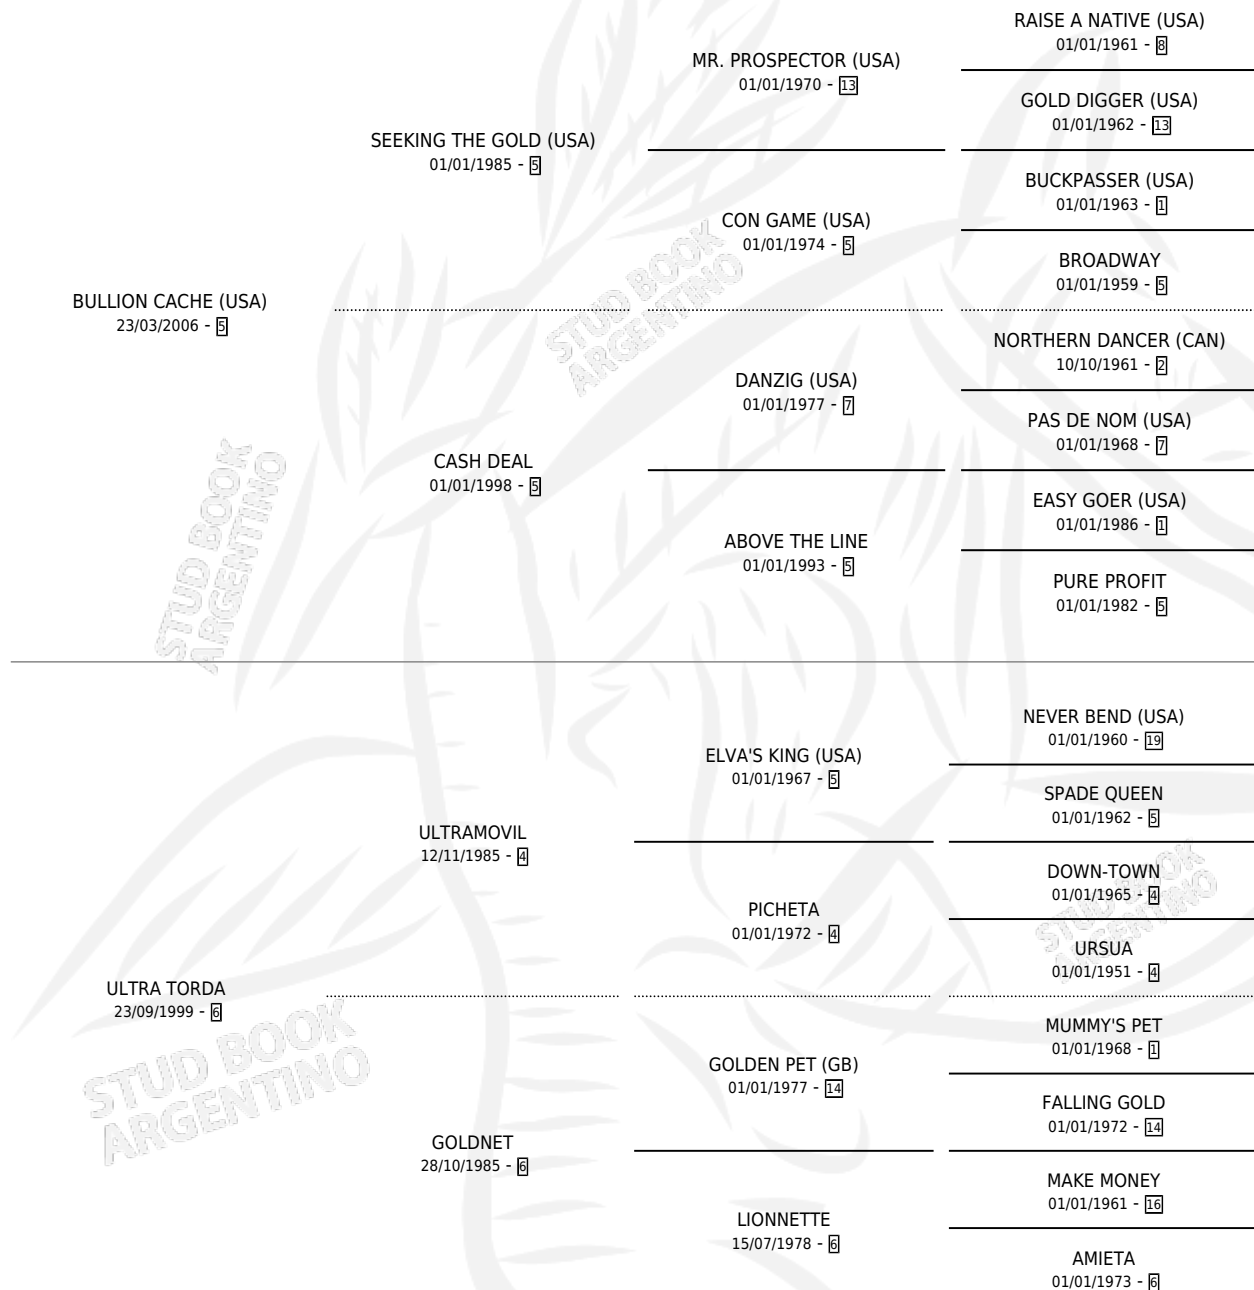 RAISE A NATIVE (USA)
01/01/1961 - 8
MR. PROSPECTOR (USA)
01/01/1970 - 13
GOLD DIGGER (USA)
01/01/1962 - 13
SEEKING THE GOLD (USA)
01/01/1985 - 5
BUCKPASSER (USA)
01/01/1963 - 1
CON GAME (USA)
01/01/1974 - 5
BROADWAY
01/01/1959 - 5
BULLION CACHE (USA)
23/03/2006 - 5
NORTHERN DANCER (CAN)
10/10/1961 - 2
DANZIG (USA)
01/01/1977 - 7
PAS DE NOM (USA)
01/01/1968 - 7
CASH DEAL
01/01/1998 - 5
EASY GOER (USA)
01/01/1986 - 1
ABOVE THE LINE
01/01/1993 - 5
PURE PROFIT
01/01/1982 - 5
NEVER BEND (USA)
01/01/1960 - 19
ELVA'S KING (USA)
01/01/1967 - 5
SPADE QUEEN
01/01/1962 - 5
ULTRAMOVIL
12/11/1985 - 4
DOWN-TOWN
01/01/1965 - 4
PICHETA
01/01/1972 - 4
URSUA
01/01/1951 - 4
ULTRA TORDA
23/09/1999 - 6
MUMMY'S PET
01/01/1968 - 1
GOLDEN PET (GB)
01/01/1977 - 14
FALLING GOLD
01/01/1972 - 14
GOLDNET
28/10/1985 - 6
MAKE MONEY
01/01/1961 - 16
LIONNETTE
15/07/1978 - 6
AMIETA
01/01/1973 - 6
STUD BOOK
ARGENTINO
STUD BOOK
ARGENTINO
STUD BOOK
ARGENTINO
STUD BOOK
ARGENTINO